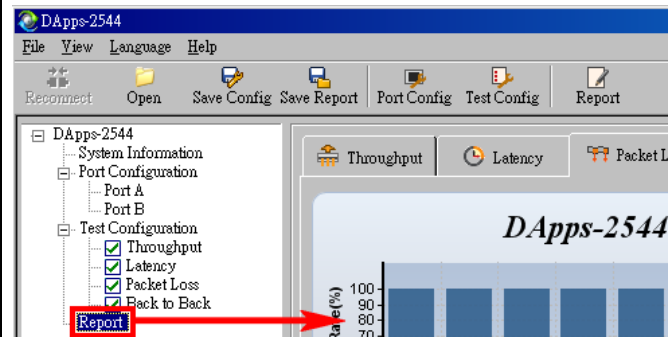 DApps-2544
File View Language Help
Reconnect Open Save Config Save Report Port Config Test Config Report
DApps-2544
System Information
Port Configuration
Port A
Port B
Test Configuration
Throughput
Latency
Packet Loss
Back to Back
Report
Throughput Latency Packet L
DApps-2544
Rate(%)
100
90
80
70